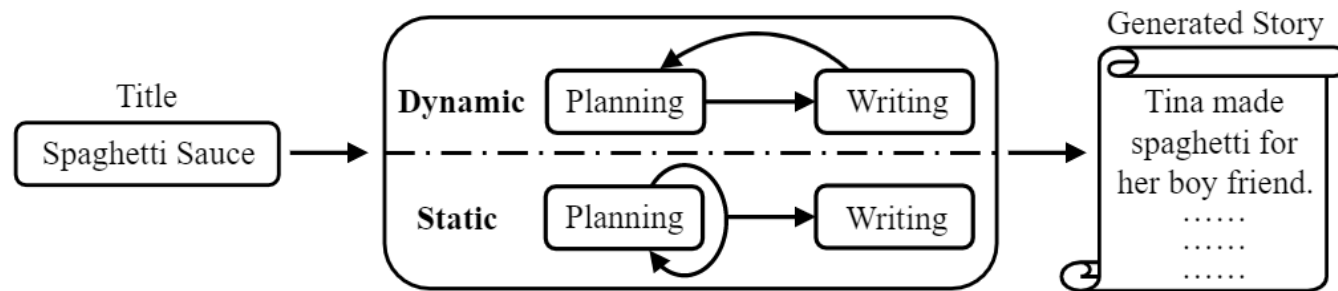 Title
Spaghetti Sauce
Dynamic
Planning
Writing
Static
Planning
Writing
Generated Story
Tina made
spaghetti for
her boy friend.
......
......
......